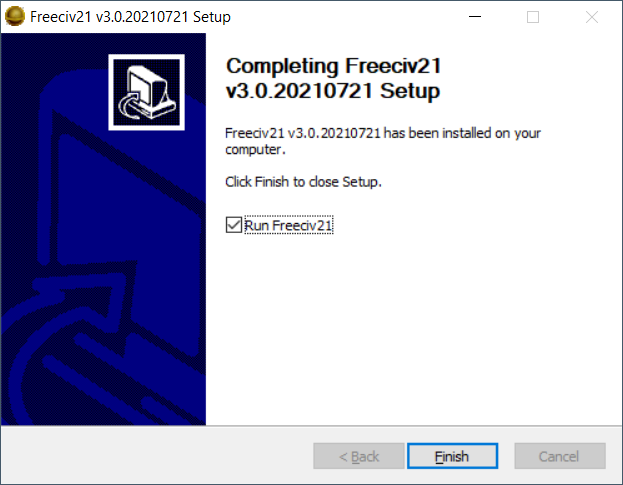 Freeciv21 v3.0.20210721 Setup
Completing Freeciv21
v3.0.20210721 Setup
Freeciv21 v3.0.20210721 has been installed on your
computer.
Click Finish to close Setup.
Run Freeciv21
< Back
Finish
Cancel